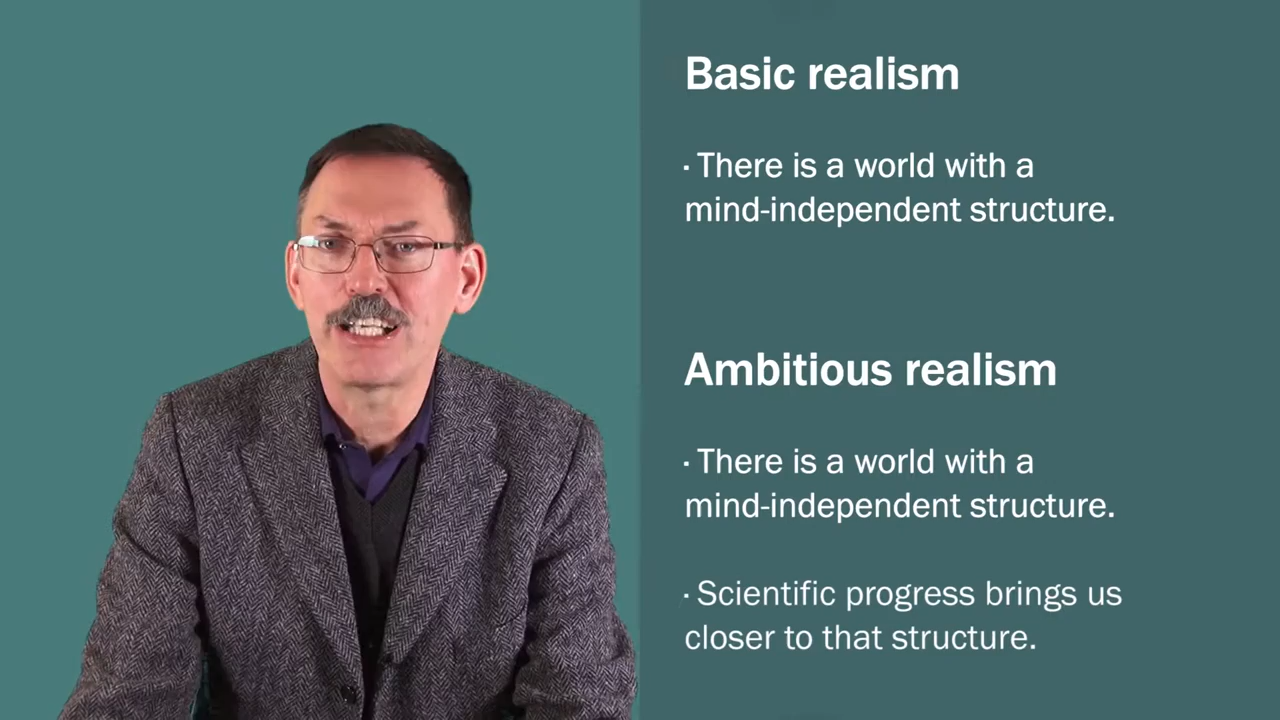 Basic realism
· There is a world with a
mind-independent structure.
Ambitious realism
· There is a world with a
mind-independent structure.
· Scientific progress brings us
closer to that structure.